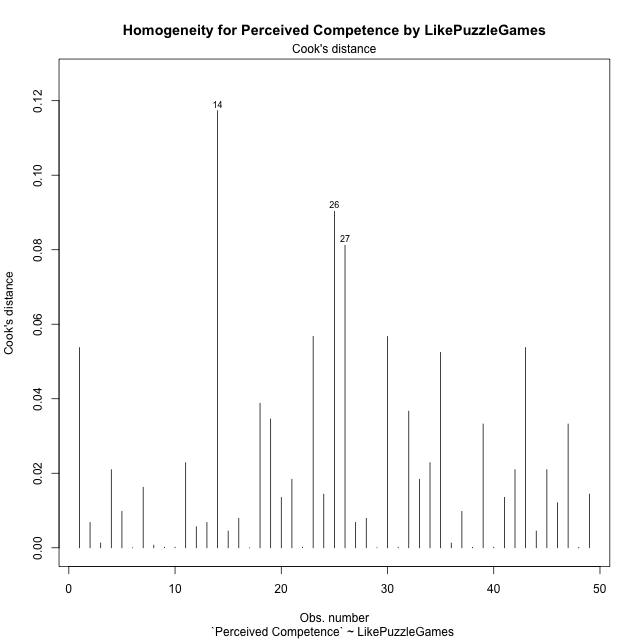 Homogeneity for Perceived Competence by LikePuzzleGames
Cook's distance
Cook's distance
0.00
0.02
0.04
0.06
0.08
0.10
0.12
14
26
27
0 10 20 30 40 50
Obs. number
`Perceived Competence` ~ LikePuzzleGames